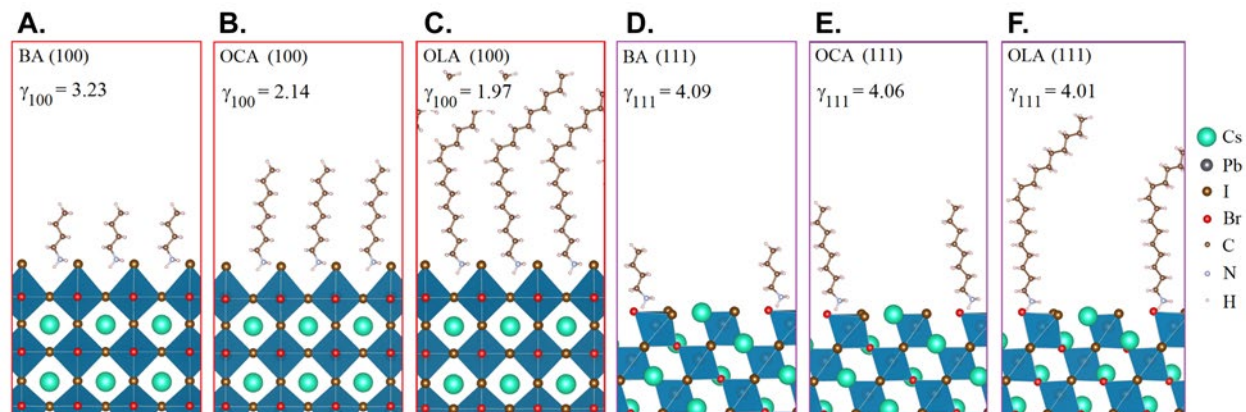 A.
BA (100)
γ100 = 3.23
B.
OCA (100)
γ100 = 2.14
C.
OLA (100)
γ100 = 1.97
D.
BA (111)
γ111 = 4.09
E.
OCA (111)
γ111 = 4.06
F.
OLA (111)
γ111 = 4.01
Cs
Pb
I
Br
C
N
H